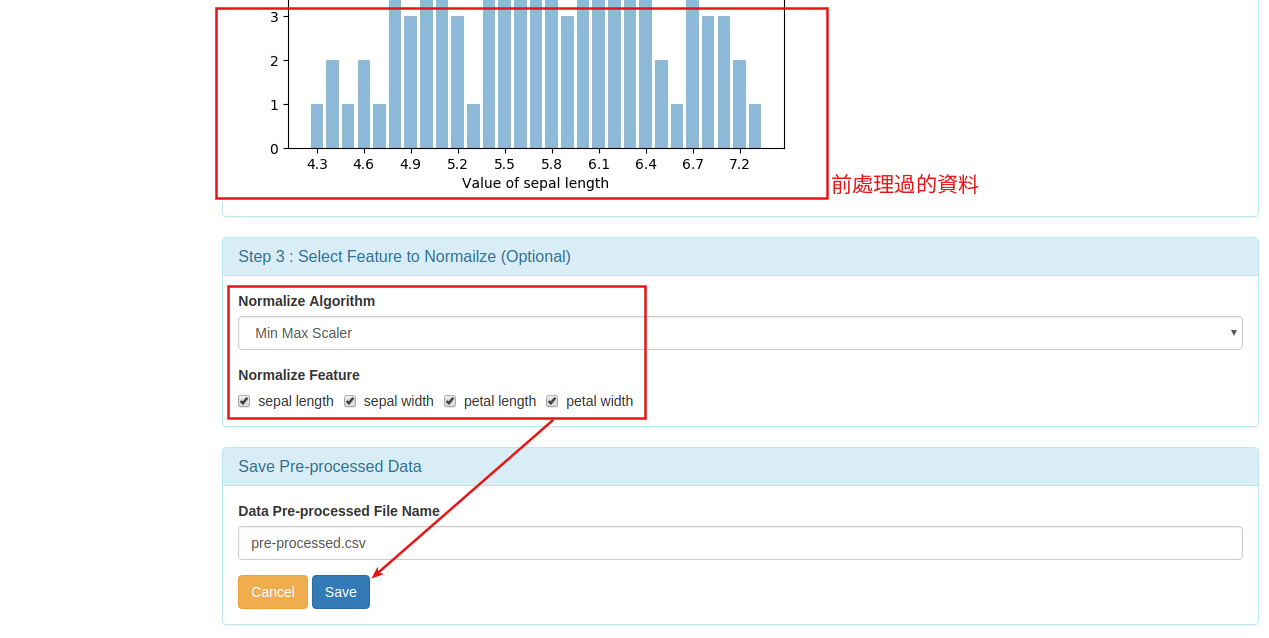 3
2
1
0
4.3 4.6 4.9 5.2 5.5 5.8 6.1 6.4 6.7 7.2
Value of sepal length
前處理過的資料
Step 3 : Select Feature to Normailze (Optional)
Normalize Algorithm
Min Max Scaler
Normalize Feature
sepal length sepal width petal length petal width
Save Pre-processed Data
Data Pre-processed File Name
pre-processed.csv
Cancel Save